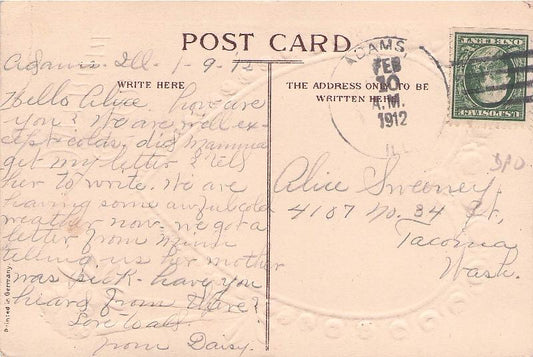 POST CARD
Adams. Ill. 1-9-12
WRITE HERE
Hello Alice. how are
you? We are well ex-
cept colds. did Mamma
get my letter & tell
her to write. We are
having some awful cold
weather now. we got a
letter from
telling us her mother
was sick. have you
heard from there?
Love to all
from Daisy.
Printed in Germany
THE ADDRESS ONLY TO BE
WRITTEN HERE
ADAMS,
FEB
10
A.M.
1912
ILL.
U.S. POSTAGE
ONE CENT
Alice Sweeney
4107 No. 34 St,
Tacoma
Wash.